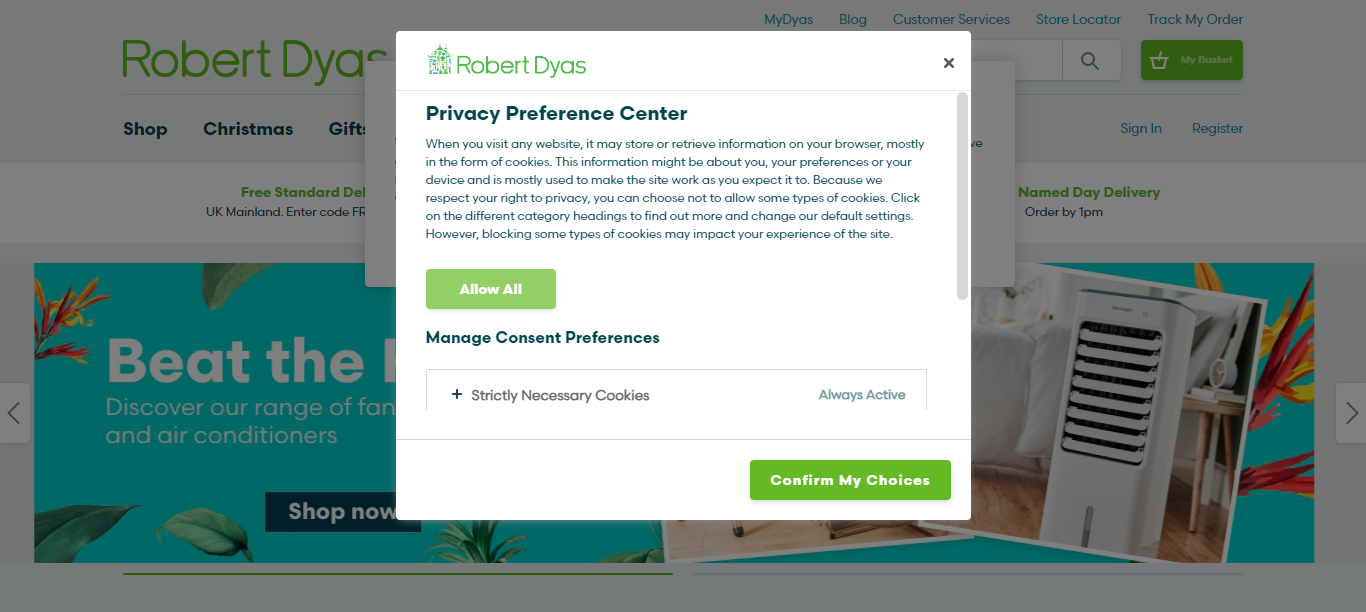 MyDyas Blog Customer Services Store Locator Track My Order
Robert Dyas
My Basket
Robert Dyas
Shop Christmas Gifts
Sign In Register
Privacy Preference Center
When you visit any website, it may store or retrieve information on your browser, mostly
in the form of cookies. This information might be about you, your preferences or your
device and is mostly used to make the site work as you expect it to. Because we
respect your right to privacy, you can choose not to allow some types of cookies. Click
on the different category headings to find out more and change our default settings.
However, blocking some types of cookies may impact your experience of the site.
Free Standard Del
UK Mainland. Enter code FR
Named Day Delivery
Order by 1pm
Allow All
Manage Consent Preferences
+ Strictly Necessary Cookies Always Active
Beat the
Discover our range of fan
and air conditioners
Shop now
Confirm My Choices